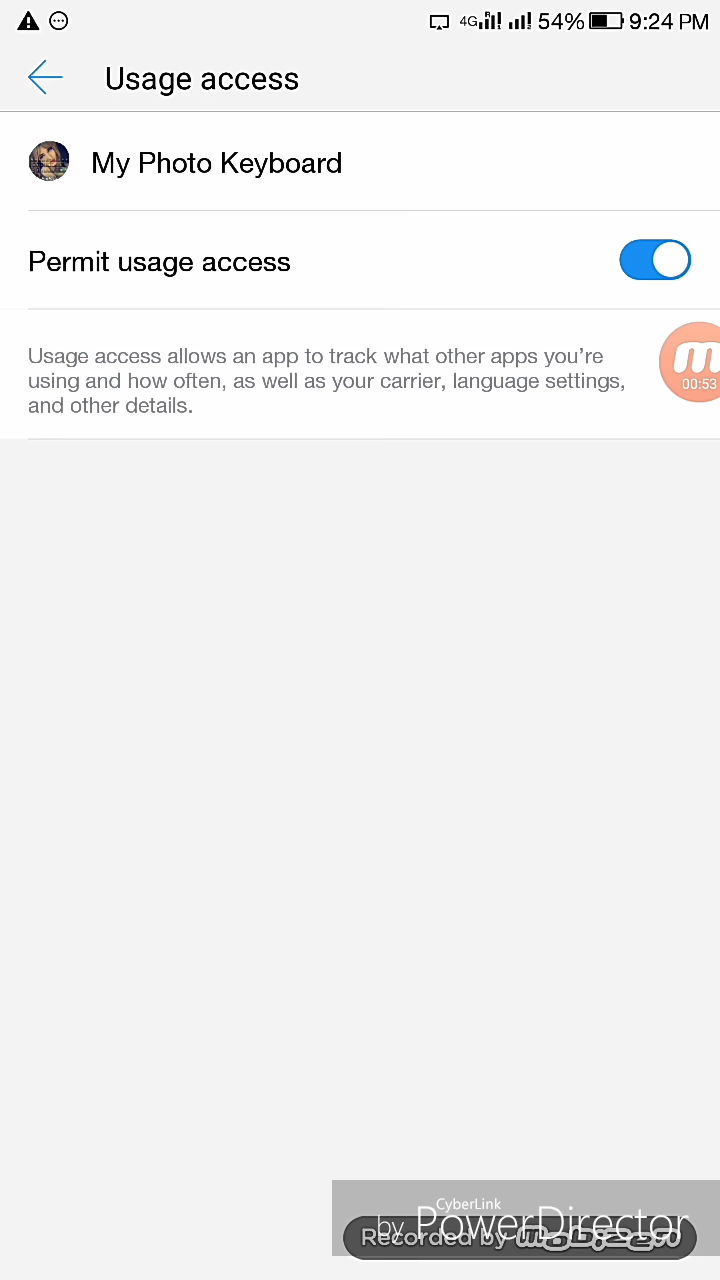 4G R 54% 9:24 PM
Usage access
My Photo Keyboard
Permit usage access
Usage access allows an app to track what other apps you’re
using and how often, as well as your carrier, language settings,
and other details.
00:53
CyberLink
by PowerDirector
Recorded by mobizen